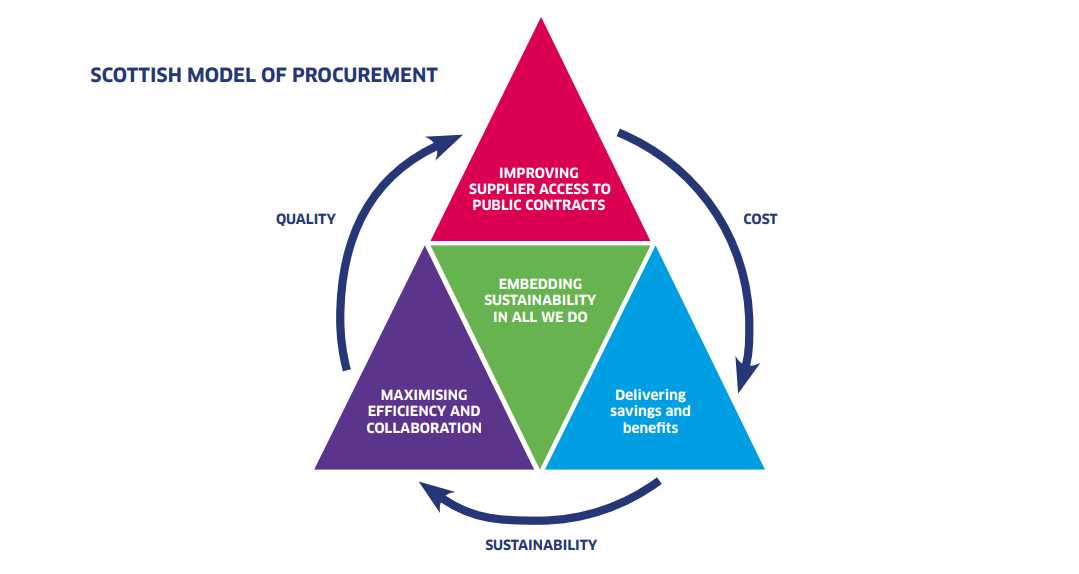 SCOTTISH MODEL OF PROCUREMENT
IMPROVING
SUPPLIER ACCESS TO
PUBLIC CONTRACTS
QUALITY
COST
EMBEDDING
SUSTAINABILITY
IN ALL WE DO
MAXIMISING
EFFICIENCY AND
COLLABORATION
Delivering
savings and
benefits
SUSTAINABILITY